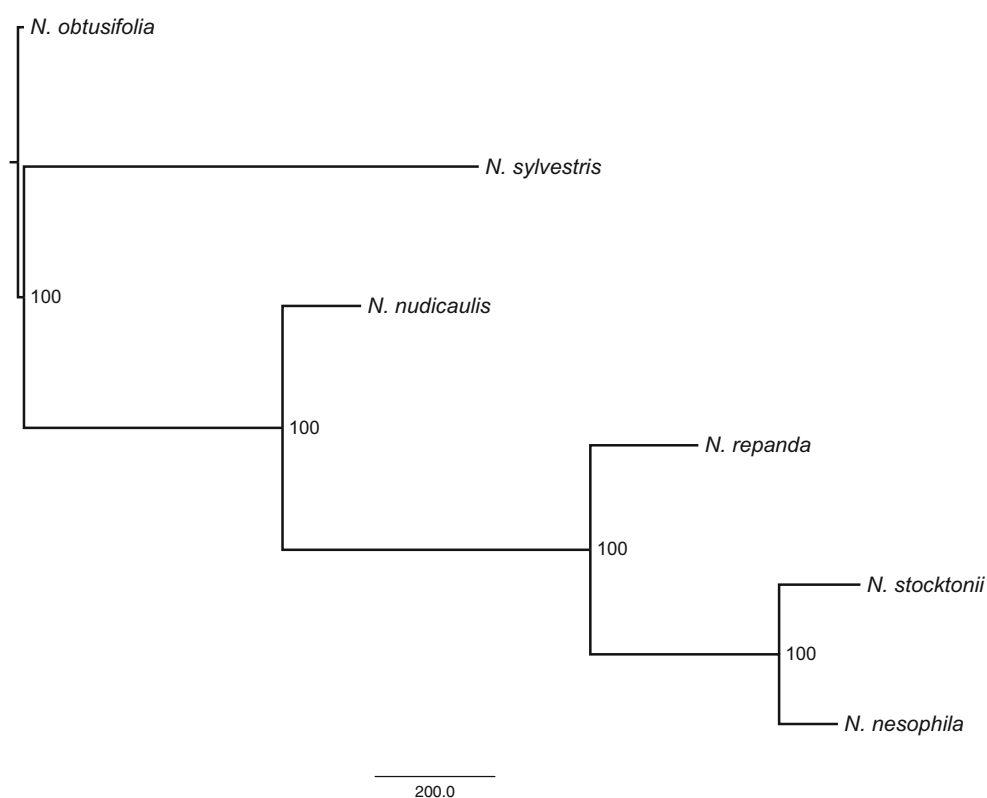 N. obtusifolia
N. sylvestris
100
N. nudicaulis
100
N. repanda
100
N. stocktonii
100
N. nesophila
200.0